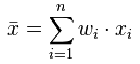 x̄ = ∑_{i=1}^{n} w_i · x_i